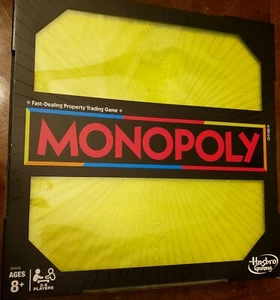 Fast-Dealing Property Trading Game
MONOPOLY
AGES
8+
PLAYERS
Hasbro
Gaming